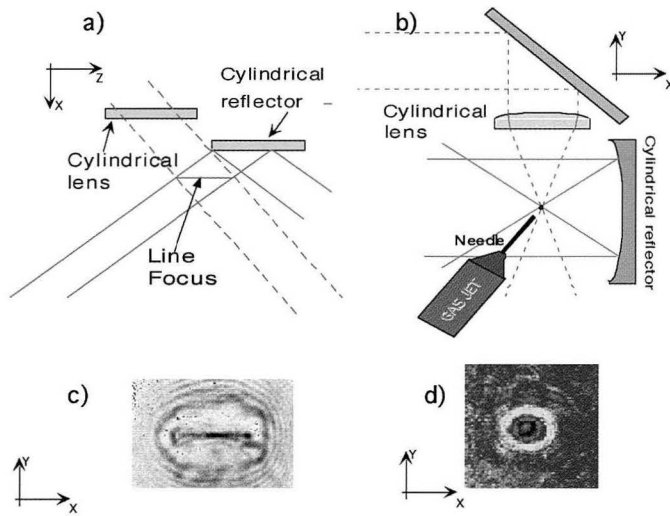 a)
Z
X
Cylindrical
reflector
Cylindrical
lens
Line
Focus
b)
Y
X
Cylindrical
lens
Cylindrical reflector
Needle
GAS JET
c)
Y
X
d)
Y
X